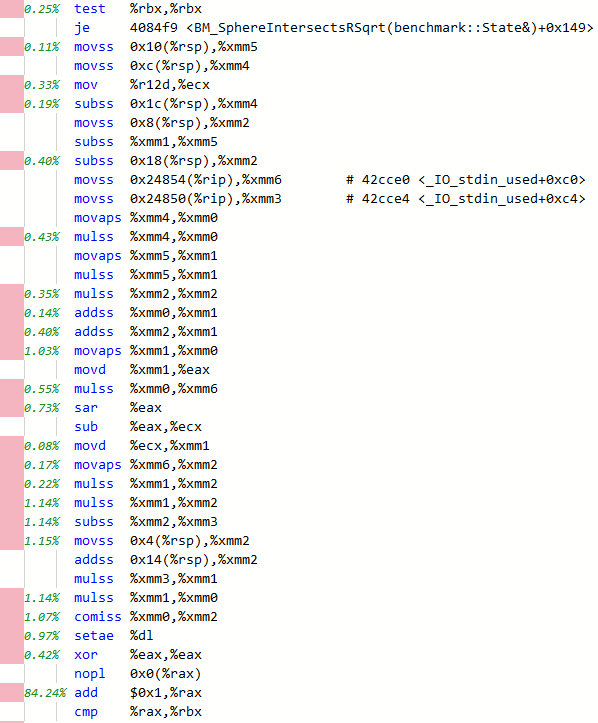 0.25% test %rbx,%rbx
je 4084f9 <BM_SphereIntersectsRSqrt(benchmark::State&)+0x149>
0.11% movss 0x10(%rsp),%xmm5
movss 0xc(%rsp),%xmm4
0.33% mov %r12d,%ecx
0.19% subss 0x1c(%rsp),%xmm4
movss 0x8(%rsp),%xmm2
subss %xmm1,%xmm5
0.40% subss 0x18(%rsp),%xmm2
movss 0x24854(%rip),%xmm6 # 42cce0 <_IO_stdin_used+0xc0>
movss 0x24850(%rip),%xmm3 # 42cce4 <_IO_stdin_used+0xc4>
movaps %xmm4,%xmm0
0.43% mulss %xmm4,%xmm0
movaps %xmm5,%xmm1
mulss %xmm5,%xmm1
0.35% mulss %xmm2,%xmm2
0.14% addss %xmm0,%xmm1
0.40% addss %xmm2,%xmm1
1.03% movaps %xmm1,%xmm0
movd %xmm1,%eax
0.55% mulss %xmm0,%xmm6
0.73% sar %eax
sub %eax,%ecx
0.08% movd %ecx,%xmm1
0.17% movaps %xmm6,%xmm2
0.22% mulss %xmm1,%xmm2
1.14% mulss %xmm1,%xmm2
1.14% subss %xmm2,%xmm3
1.15% movss 0x4(%rsp),%xmm2
addss 0x14(%rsp),%xmm2
mulss %xmm3,%xmm1
1.14% mulss %xmm1,%xmm0
1.07% comiss %xmm0,%xmm2
0.97% setae %dl
0.42% xor %eax,%eax
nopl 0x0(%rax)
84.24% add $0x1,%rax
cmp %rax,%rbx